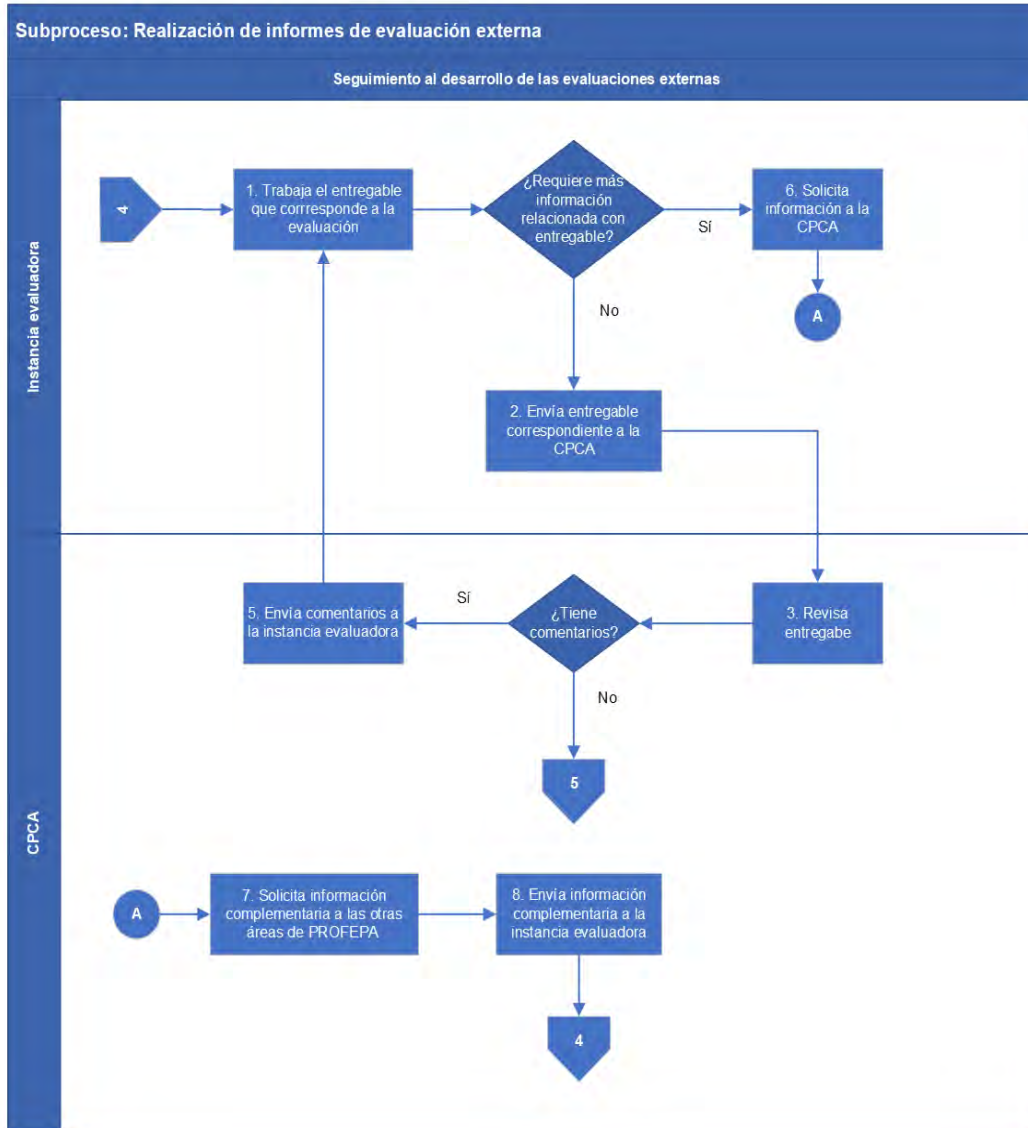 Subproceso: Realización de informes de evaluación externa
Seguimiento al desarrollo de las evaluaciones externas
Instancia evaluadora
4
1. Trabaja el entregable
que corrresponde a la
evaluación
¿Requiere más
información
relacionada con
entregable?
Sí
6. Solicita
información a la
CPCA
A
No
2. Envía entregable
correspondiente a la
CPCA
CPCA
3. Revisa
entregabe
¿Tiene
comentarios?
Sí
5. Envía comentarios a
la instancia evaluadora
No
5
A
7. Solicita información
complementaria a las otras
áreas de PROFEPA
8. Envía información
complementaria a la
instancia evaluadora
4